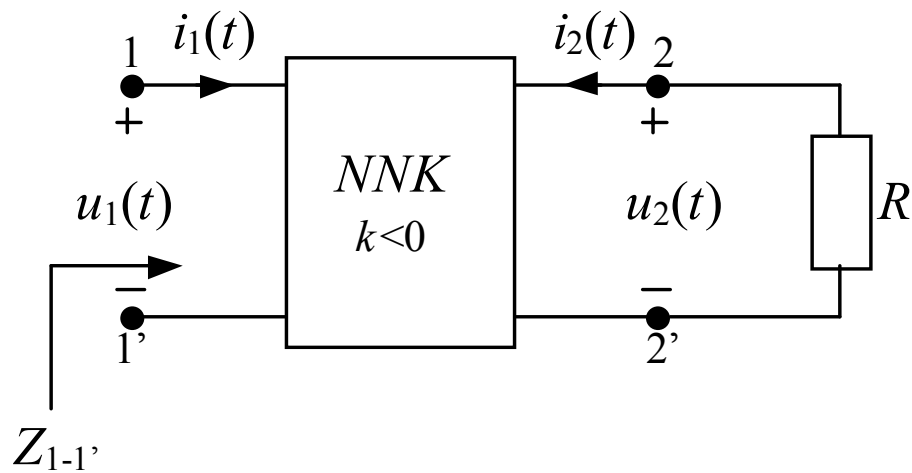 i₁(t)
i₂(t)
1
2
+
+
NNK
k<0
u₁(t)
u₂(t)
R
−
−
1’
2’
Z₁₋₁’